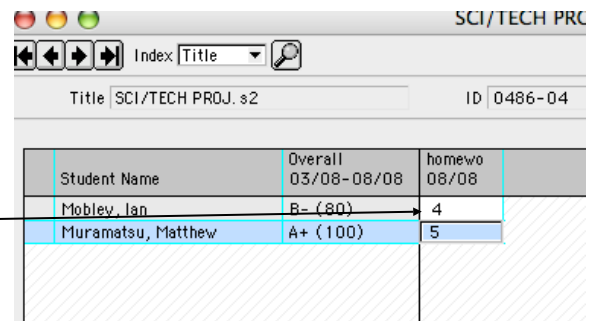 SCI/TECH PRO
Index Title
Title SCI/TECH PROJ. s2 ID 0486-04
Student Name Overall 03/08-08/08 homewo 08/08
Mobley, Ian B- (80) 4
Muramatsu, Matthew A+ (100) 5